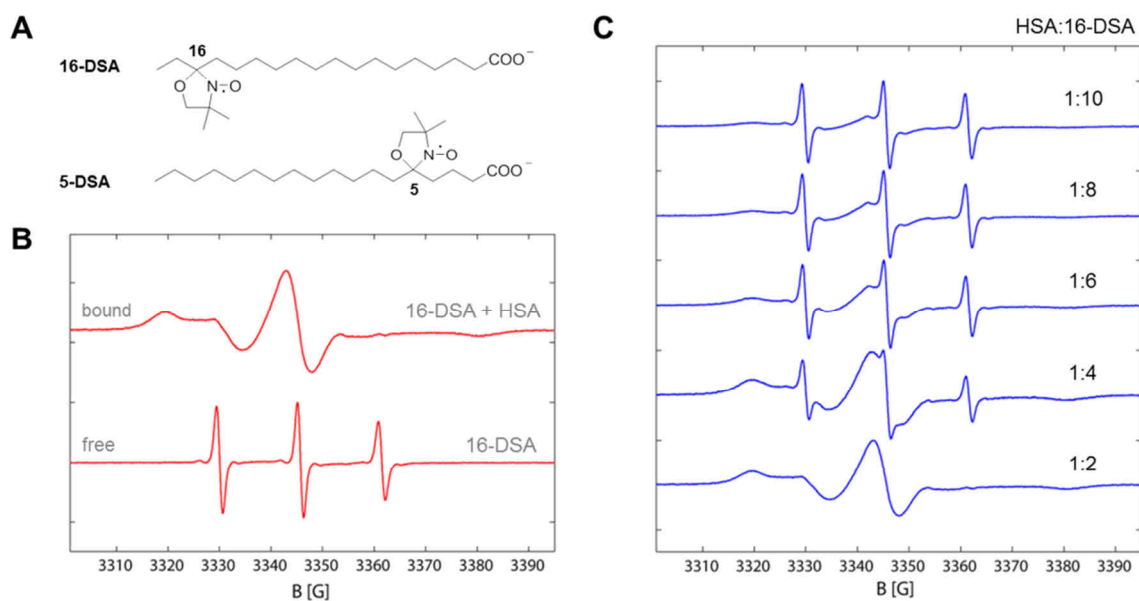 A
16-DSA
16
O
N
O
COO⁻
5-DSA
O
N
O
5
COO⁻
B
bound
16-DSA + HSA
free
16-DSA
3310 3320 3330 3340 3350 3360 3370 3380 3390
B [G]
C
HSA:16-DSA
1:10
1:8
1:6
1:4
1:2
3310 3320 3330 3340 3350 3360 3370 3380 3390
B [G]